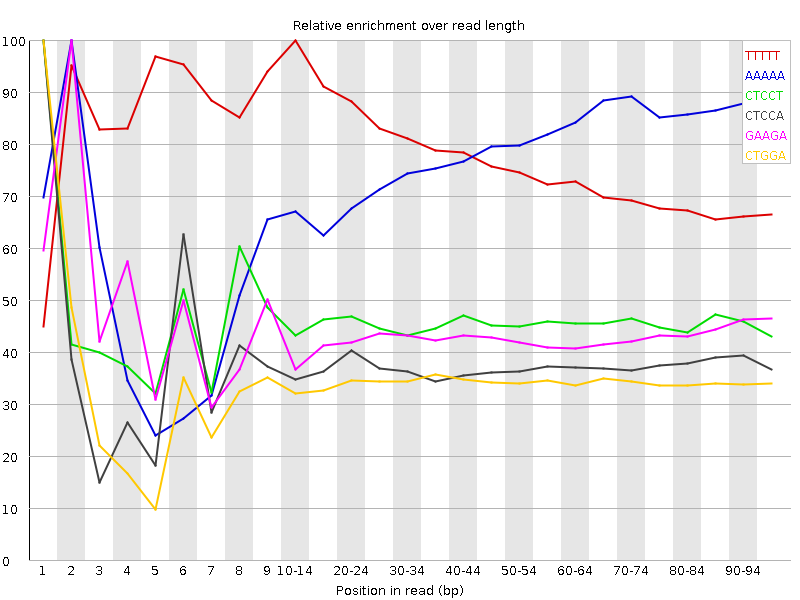 Relative enrichment over read length
100
90
80
70
60
50
40
30
20
10
0
TTTTT
AAAAA
CTCCT
CTCCA
GAAGA
CTGGA
1 2 3 4 5 6 7 8 9 10-14 20-24 30-34 40-44 50-54 60-64 70-74 80-84 90-94
Position in read (bp)